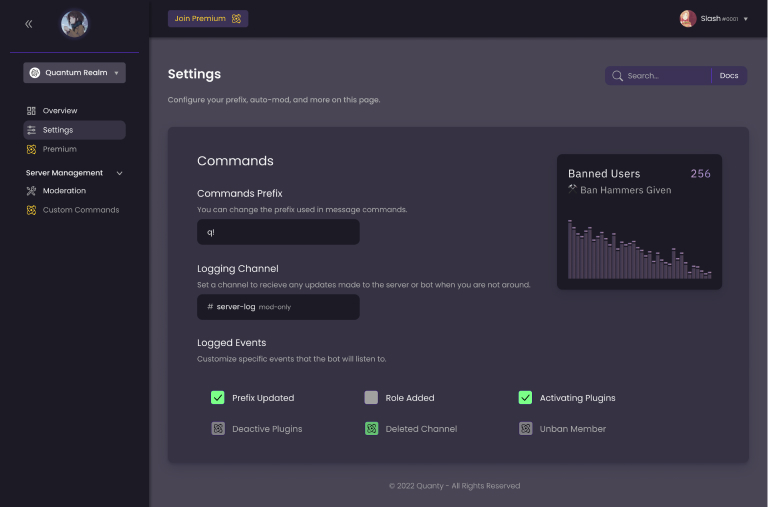 Join Premium
Slash #0001
Quantum Realm
Overview
Settings
Premium
Server Management
Moderation
Custom Commands
Settings
Search...
Docs
Configure your prefix, auto-mod, and more on this page.
Commands
Commands Prefix
You can change the prefix used in message commands.
q!
Logging Channel
Set a channel to recieve any updates made to the server or bot when you are not around.
# server-log mod-only
Logged Events
Customize specific events that the bot will listen to.
Prefix Updated
Role Added
Activating Plugins
Deactive Plugins
Deleted Channel
Unban Member
Banned Users 256
Ban Hammers Given
© 2022 Quanty - All Rights Reserved